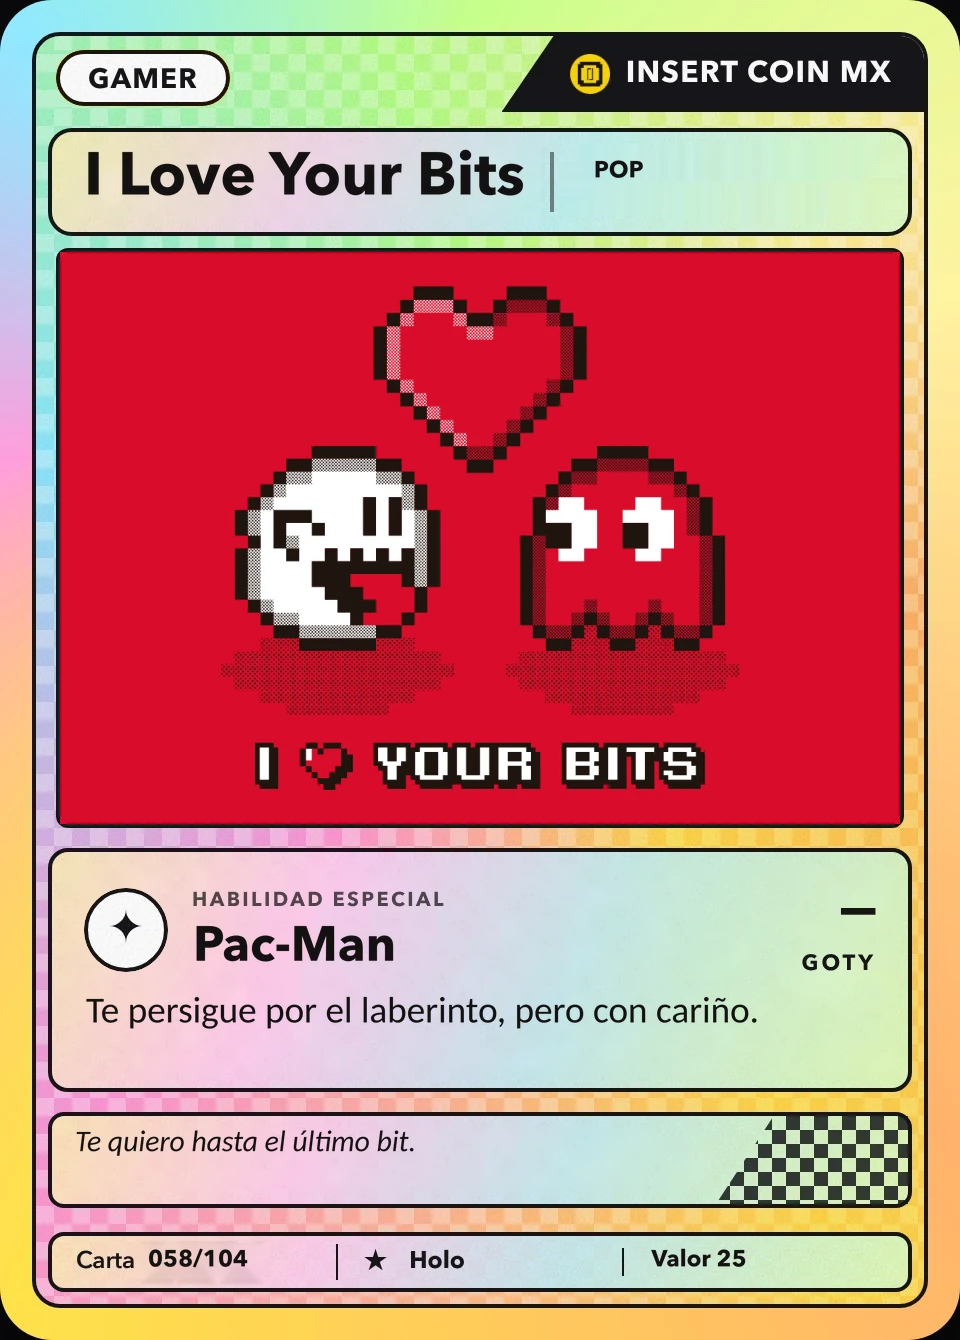 GAMER
INSERT COIN MX
I Love Your Bits
POP
I ♥ YOUR BITS
HABILIDAD ESPECIAL
Pac-Man
—
GOTY
Te persigue por el laberinto, pero con cariño.
Te quiero hasta el último bit.
Carta 058/104 ★ Holo Valor 25